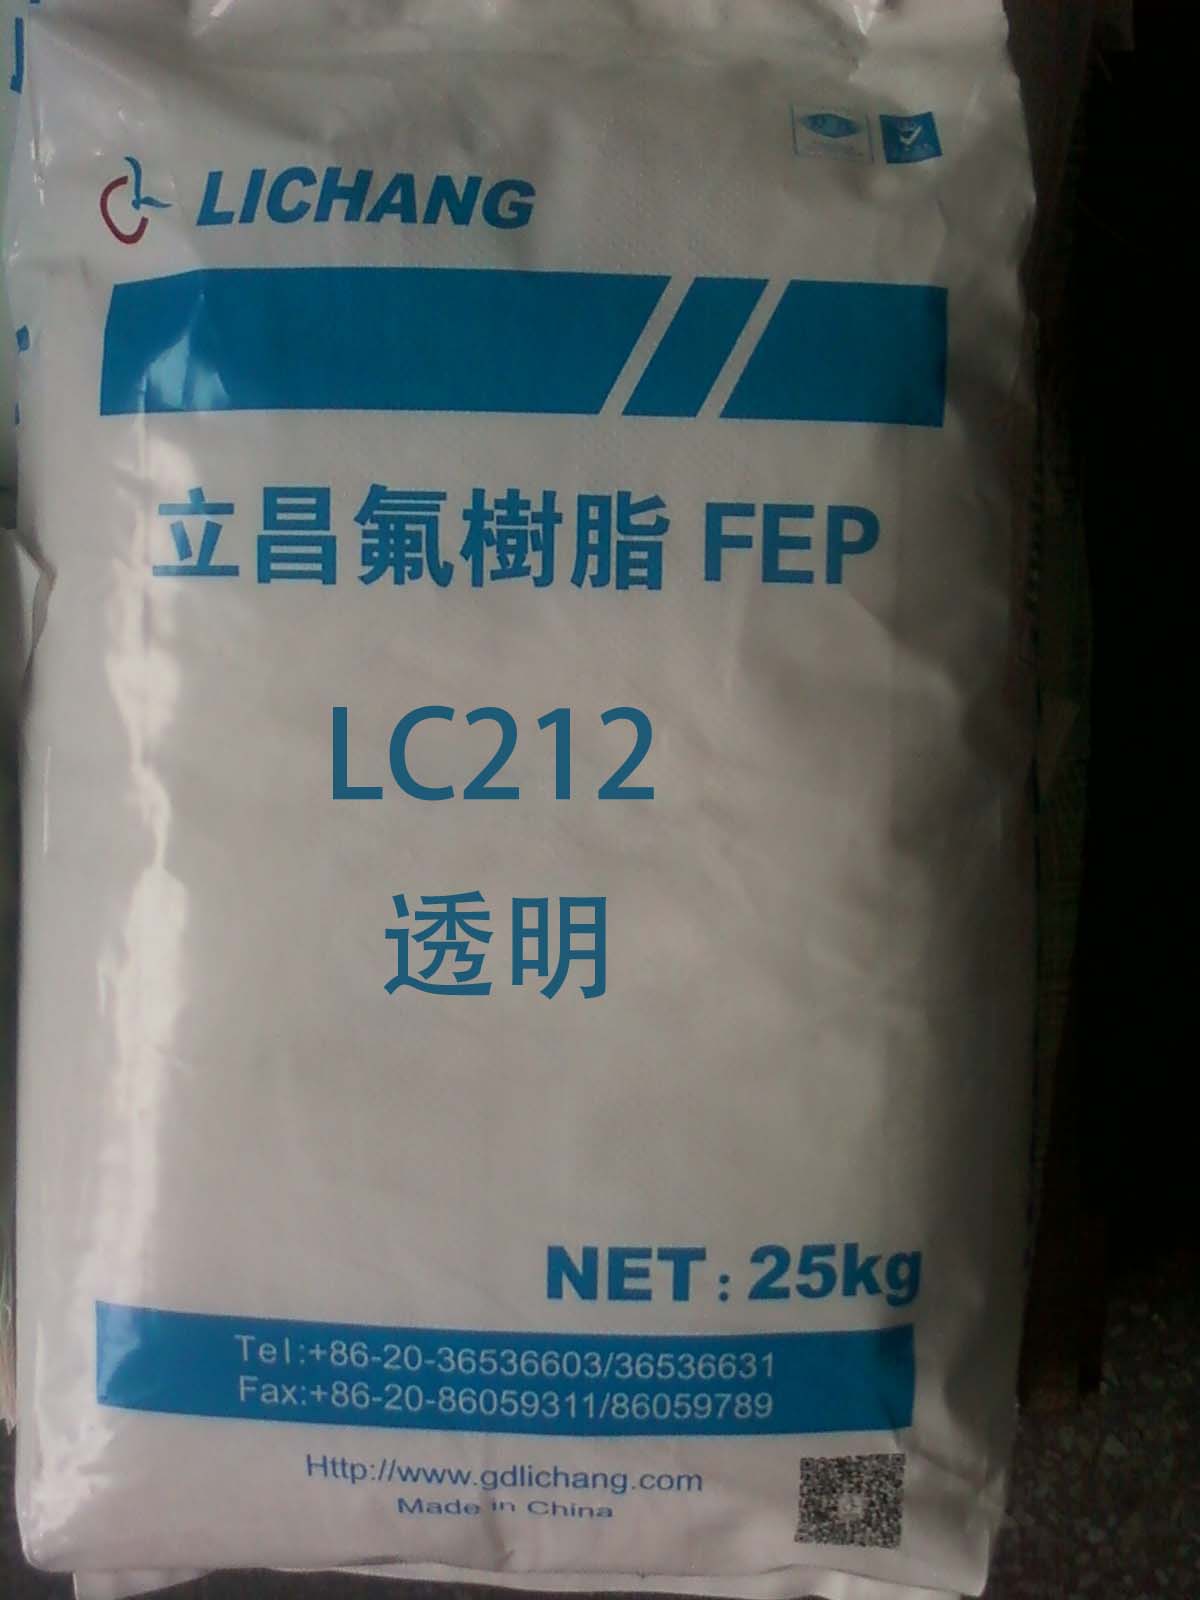 LICHANG
立昌氟樹脂 FEP
LC212
透明
NET: 25kg
Tel:+86-20-36536603/36536631
Fax:+86-20-86059311/86059789
Http://www.gdlichang.com
Made in China